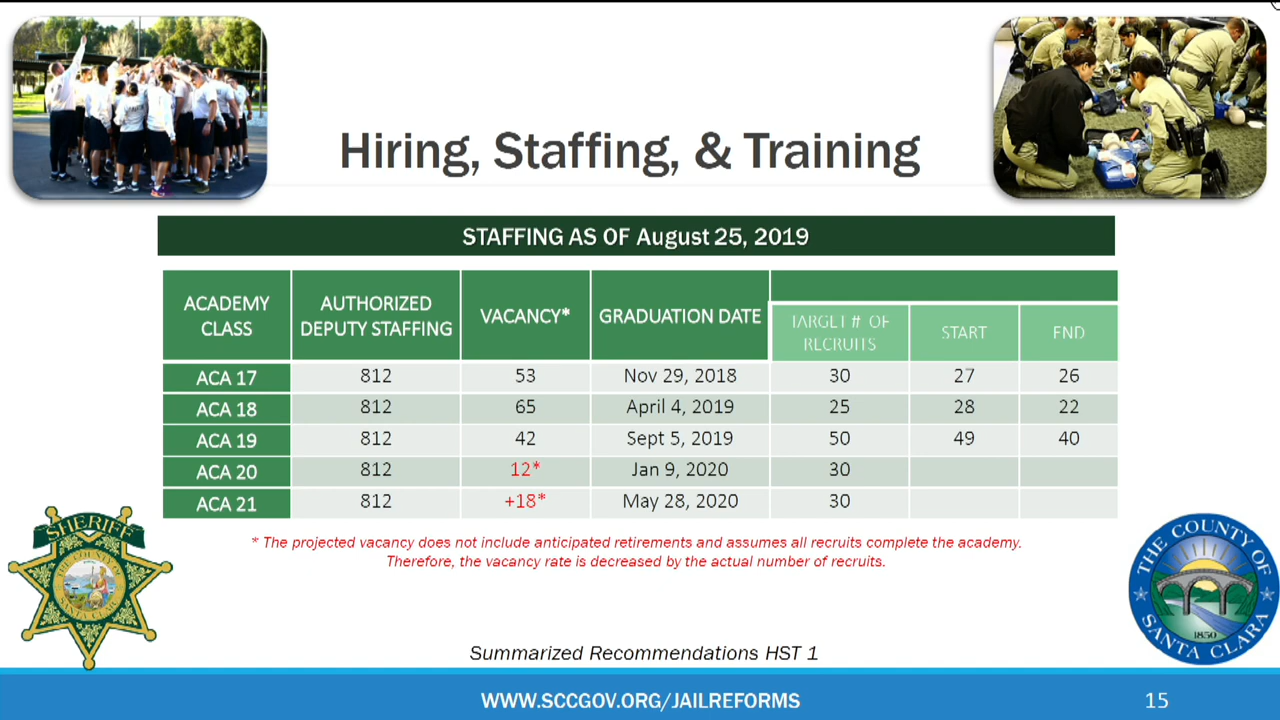 Hiring, Staffing, & Training
STAFFING AS OF August 25, 2019
ACADEMY CLASS AUTHORIZED DEPUTY STAFFING VACANCY* GRADUATION DATE TARGET # OF RECRUITS START END
ACA 17 812 53 Nov 29, 2018 30 27 26
ACA 18 812 65 April 4, 2019 25 28 22
ACA 19 812 42 Sept 5, 2019 50 49 40
ACA 20 812 12* Jan 9, 2020 30
ACA 21 812 +18* May 28, 2020 30
* The projected vacancy does not include anticipated retirements and assumes all recruits complete the academy.
Therefore, the vacancy rate is decreased by the actual number of recruits.
SHERIFF
COUNTY OF
SANTA CLARA
THE COUNTY OF
SANTA CLARA
1850
Summarized Recommendations HST 1
WWW.SCCGOV.ORG/JAILREFORMS
15